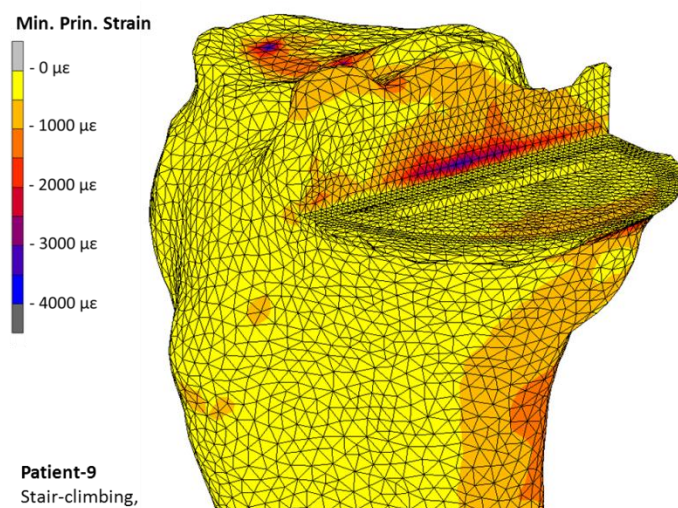 Min. Prin. Strain
- 0 µε
- 1000 µε
- 2000 µε
- 3000 µε
- 4000 µε
Patient-9
Stair-climbing,